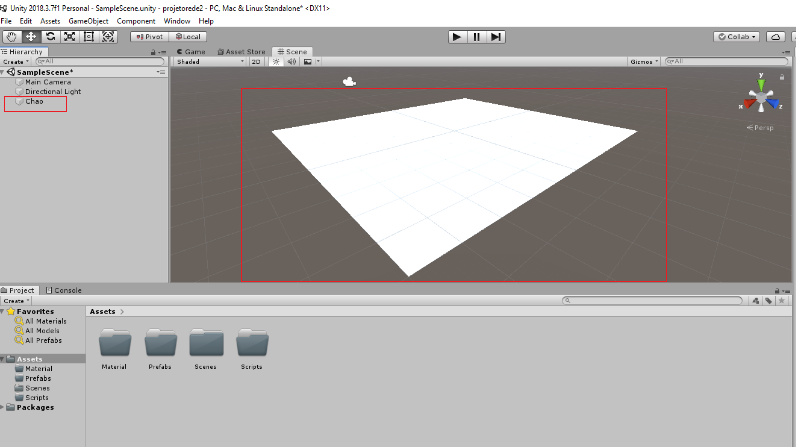 Unity 2018.3.7f1 Personal - SampleScene.unity - projetorede2 - PC, Mac & Linux Standalone* <DX11>
File Edit Assets GameObject Component Window Help
Pivot Local Collab
Hierarchy Game Asset Store Scene
Create All Shaded 2D Gizmos All
SampleScene*
Main Camera
Directional Light
Chao
y
x z
Persp
Project Console
Create
Favorites Assets
All Materials
All Models
All Prefabs
Assets
Material
Prefabs
Scenes
Scripts
Packages
Material Prefabs Scenes Scripts